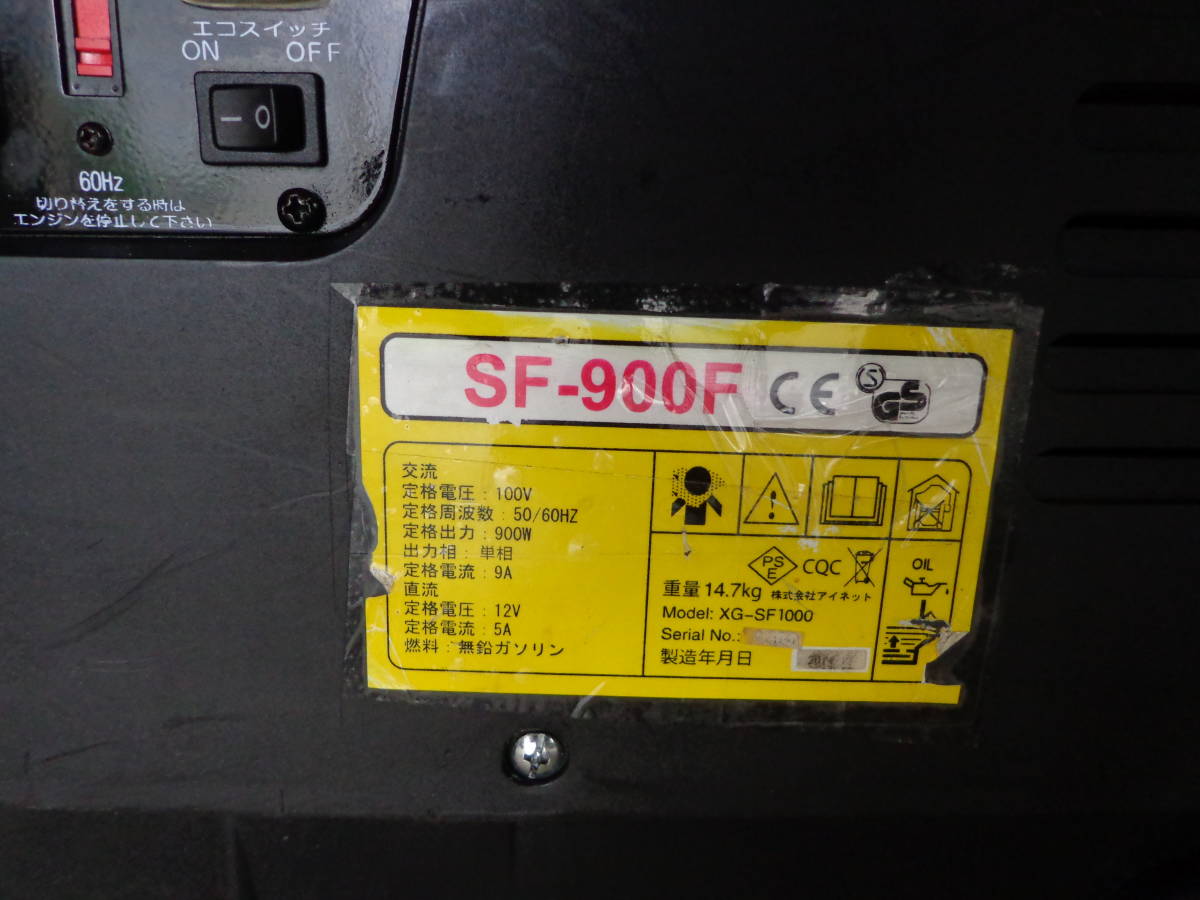 エコスイッチ
ON OFF
60Hz
切り替えをする時は
エンジンを停止して下さい
SF-900F CE S GS
交流
定格電圧：100V
定格周波数：50/60HZ
定格出力：900W
出力相：単相
定格電流：9A
直流
定格電圧：12V
定格電流：5A
燃料：無鉛ガソリン
PSE CQC
重量14.7kg 株式会社アイネット
Model: XG-SF1000
Serial No.:
製造年月日
OIL